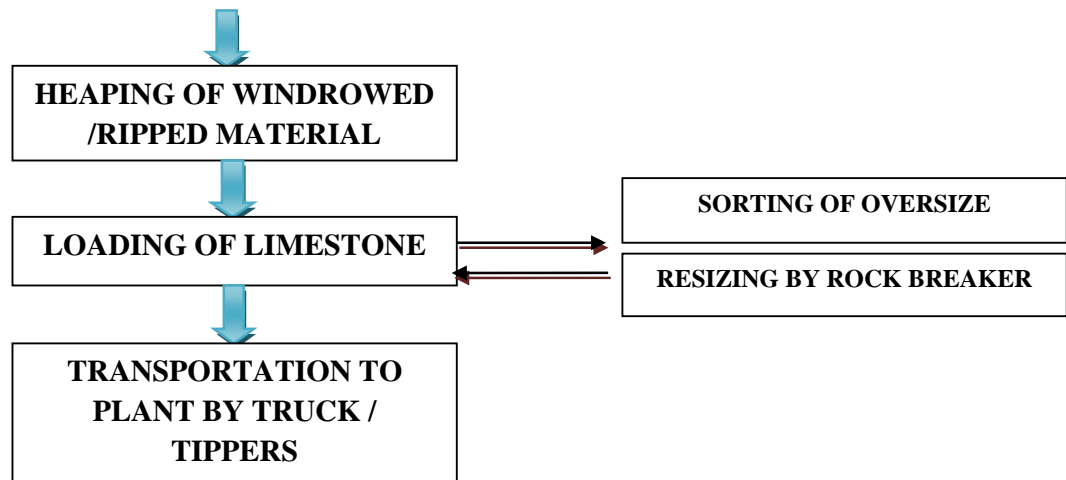 HEAPING OF WINDROWED
/RIPPED MATERIAL
LOADING OF LIMESTONE
SORTING OF OVERSIZE
RESIZING BY ROCK BREAKER
TRANSPORTATION TO
PLANT BY TRUCK /
TIPPERS